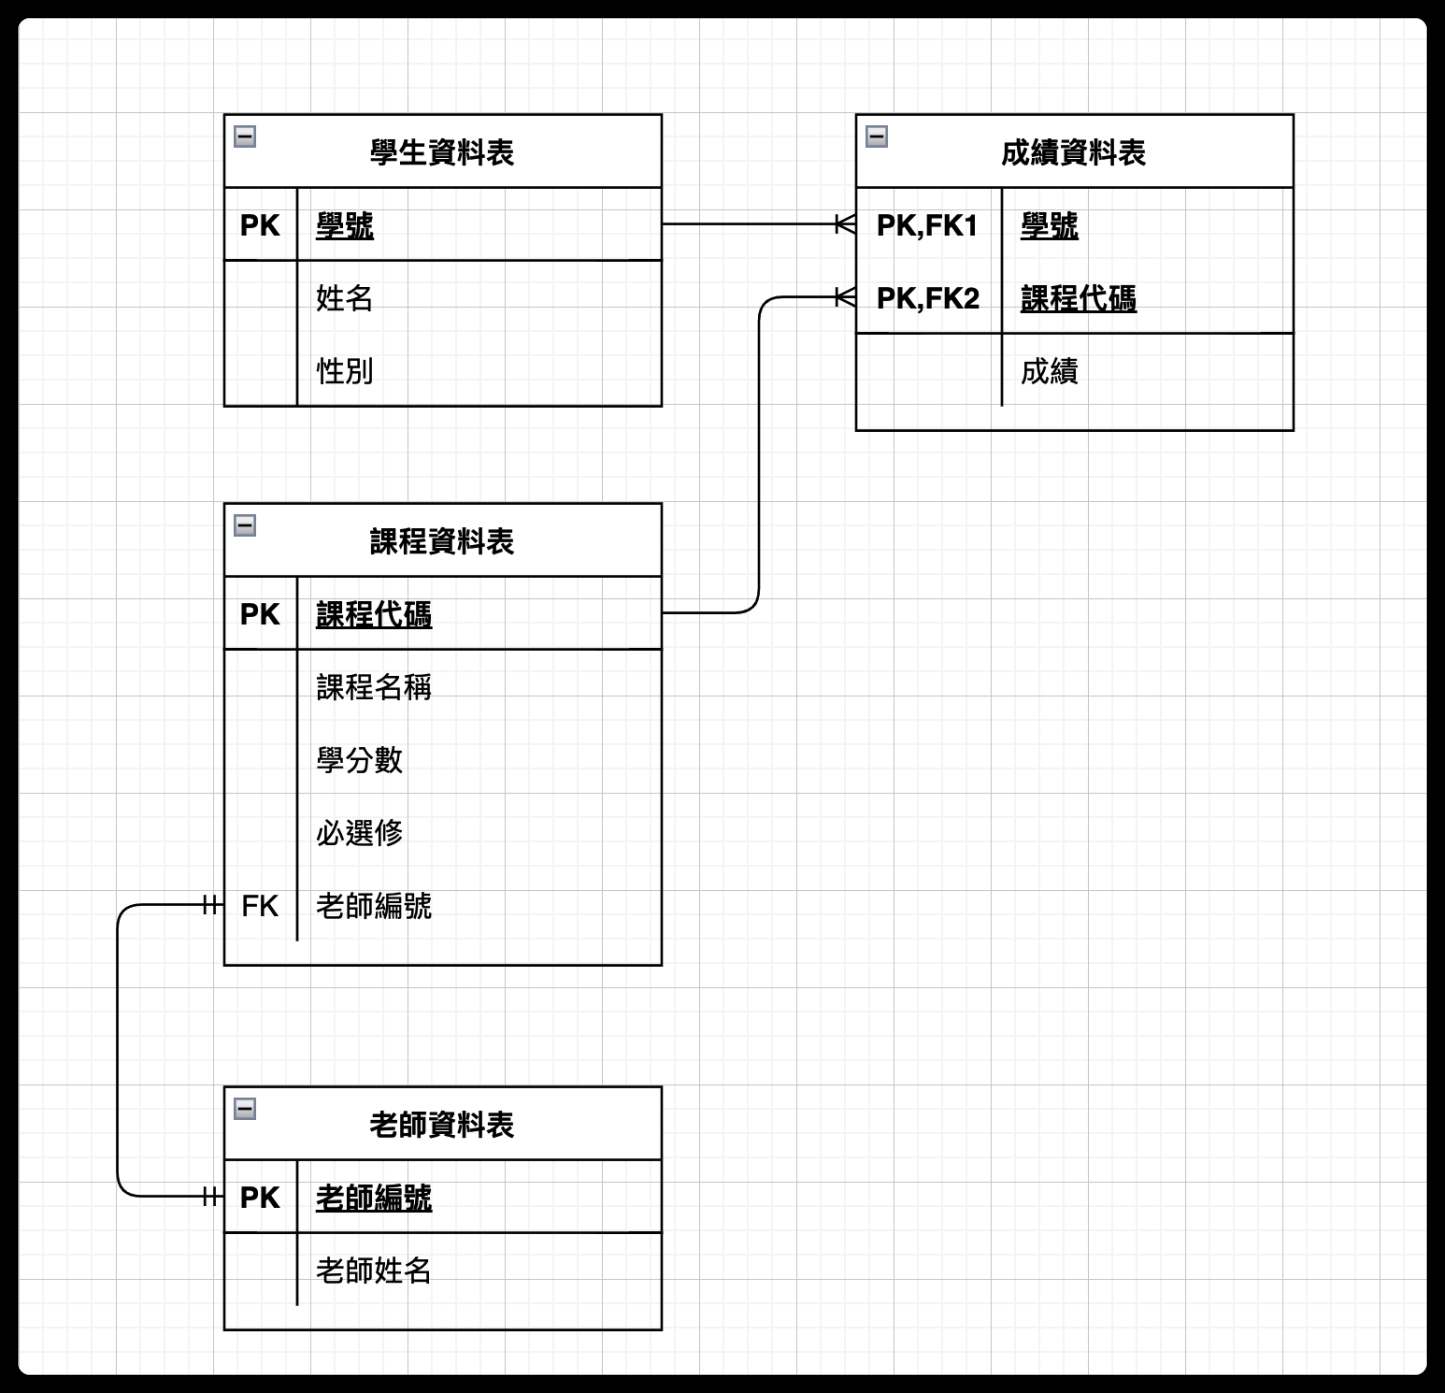 學生資料表
PK 學號
姓名
性別
成績資料表
PK,FK1 學號
PK,FK2 課程代碼
成績
課程資料表
PK 課程代碼
課程名稱
學分數
必選修
FK 老師編號
老師資料表
PK 老師編號
老師姓名